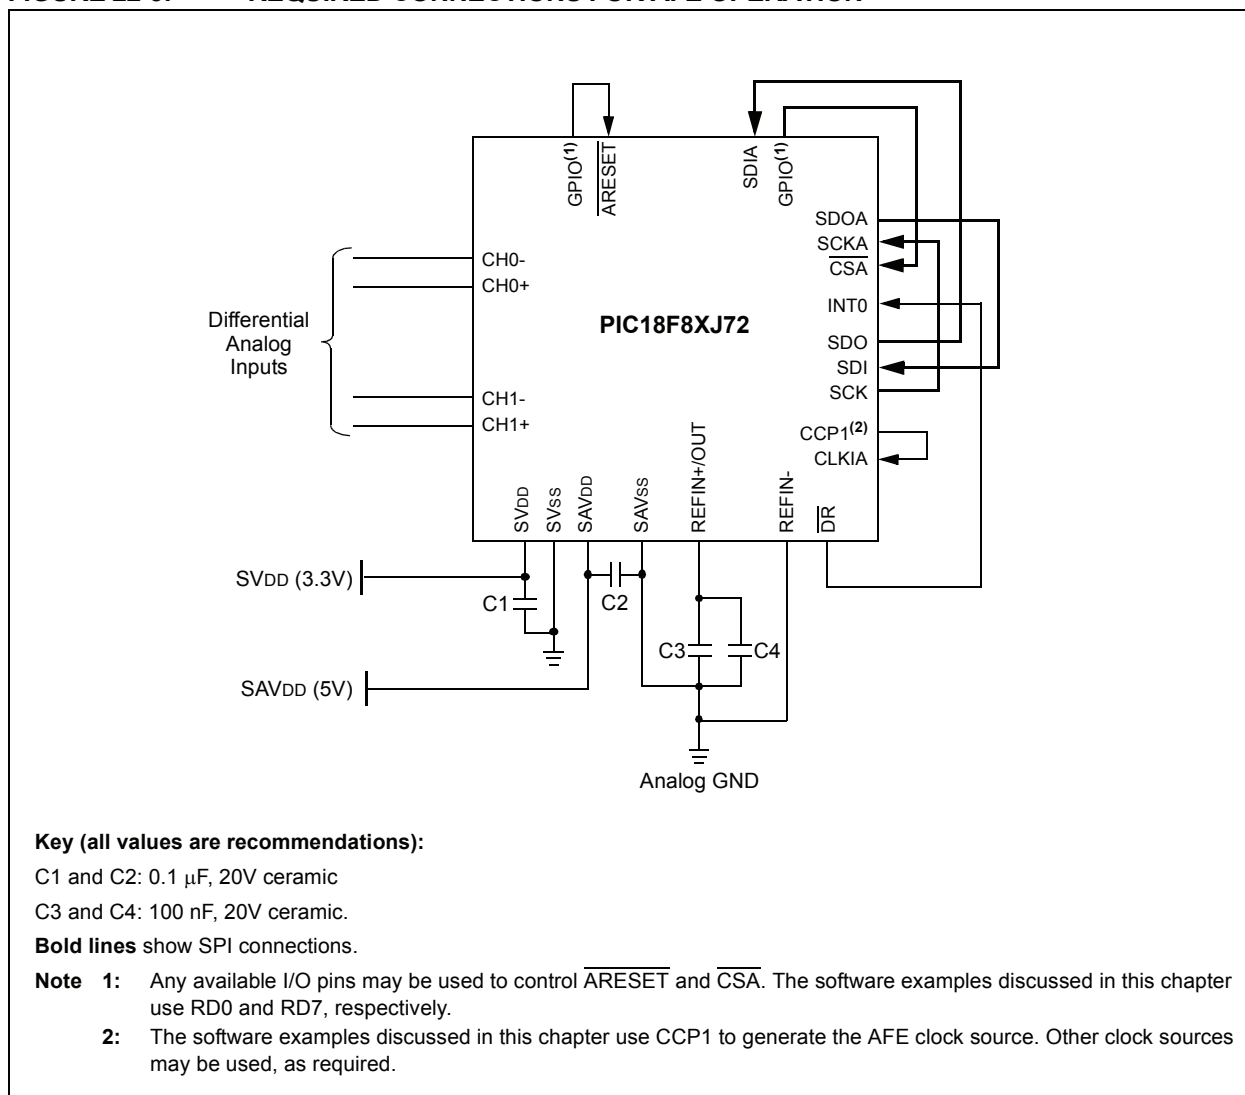 GPIO(1)
ARESET
SDIA
GPIO(1)
SDOA
SCKA
CSA
INT0
SDO
SDI
SCK
CCP1(2)
CLKIA
CH0-
CH0+
PIC18F8XJ72
Differential
Analog
Inputs
CH1-
CH1+
SVDD
SVSS
SAVDD
SAVSS
REFIN+/OUT
REFIN-
DR
SVDD (3.3V)
C1
C2
C3
C4
SAVDD (5V)
Analog GND
Key (all values are recommendations):
C1 and C2: 0.1 μF, 20V ceramic
C3 and C4: 100 nF, 20V ceramic.
Bold lines show SPI connections.
Note 1: Any available I/O pins may be used to control ARESET and CSA. The software examples discussed in this chapter
use RD0 and RD7, respectively.
2: The software examples discussed in this chapter use CCP1 to generate the AFE clock source. Other clock sources
may be used, as required.